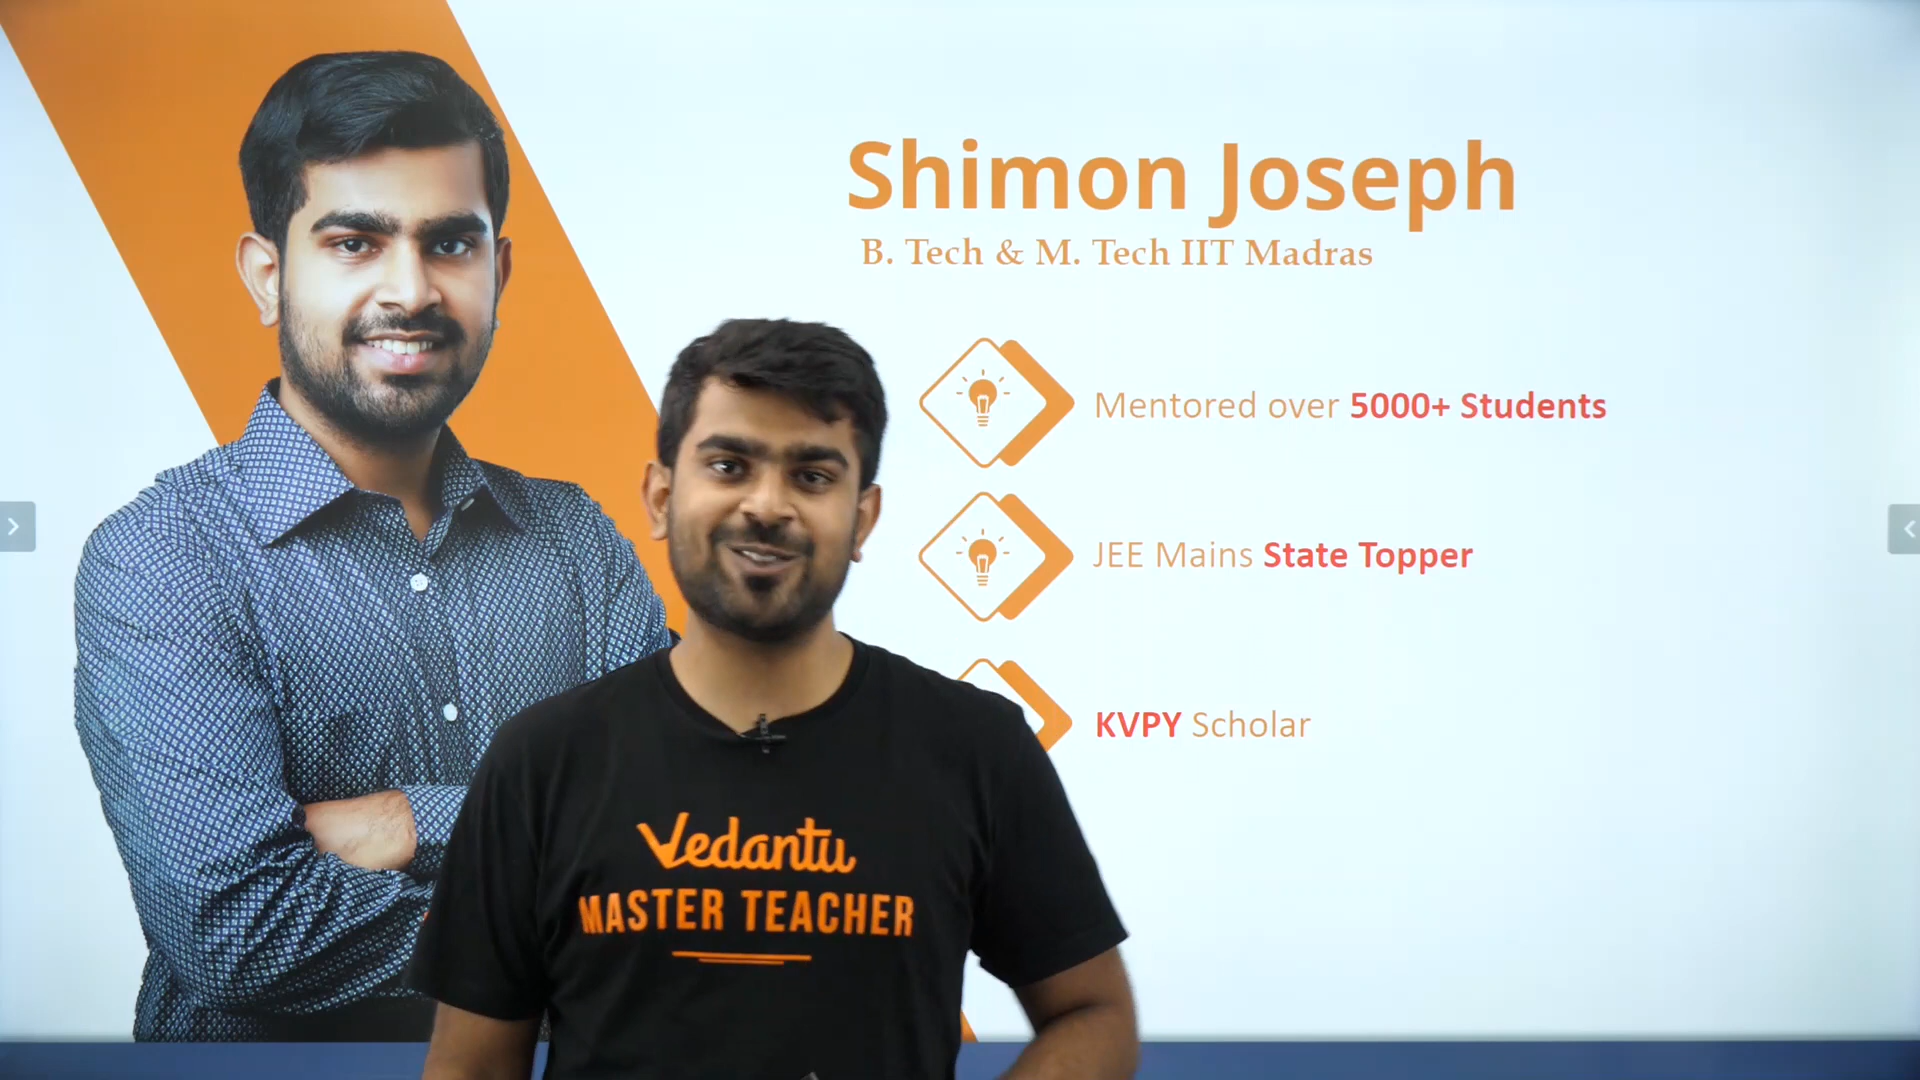 Shimon Joseph
B. Tech & M. Tech IIT Madras
Mentored over 5000+ Students
JEE Mains State Topper
KVPY Scholar
Vedantu
MASTER TEACHER